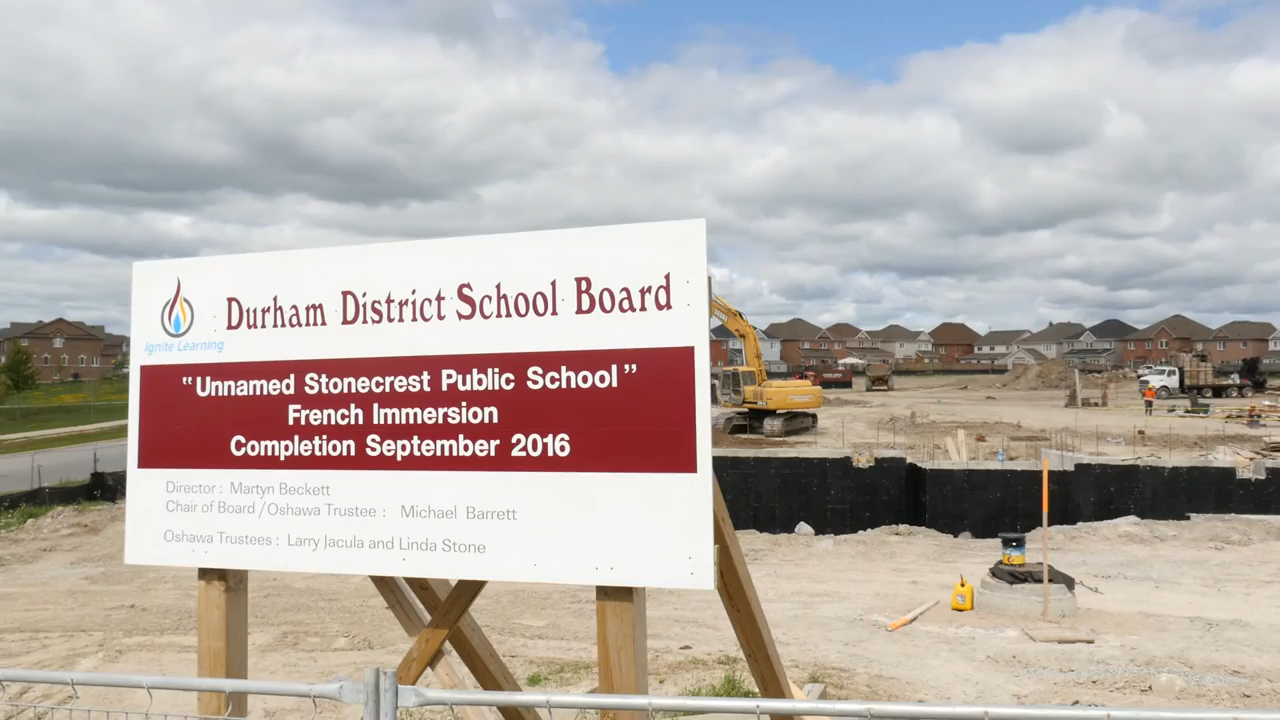 Durham District School Board
Ignite Learning
"Unnamed Stonecrest Public School"
French Immersion
Completion September 2016
Director : Martyn Beckett
Chair of Board / Oshawa Trustee : Michael Barrett
Oshawa Trustees : Larry Jacula and Linda Stone
DEERE